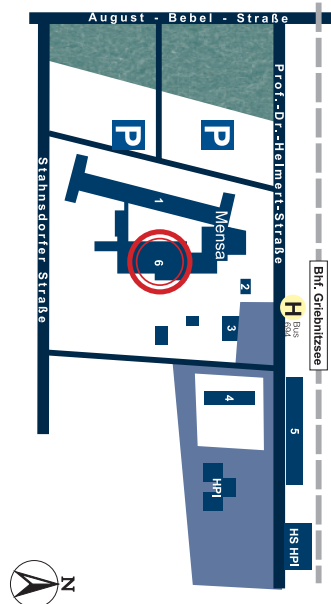 August - Bebel - Straße
Prof.-Dr.-Helmert-Straße
Stahnsdorfer Straße
P
P
1
Mensa
6
2
3
H
Bus
694
Bhf. Griebnitzsee
4
5
HPI
HS HPI
N